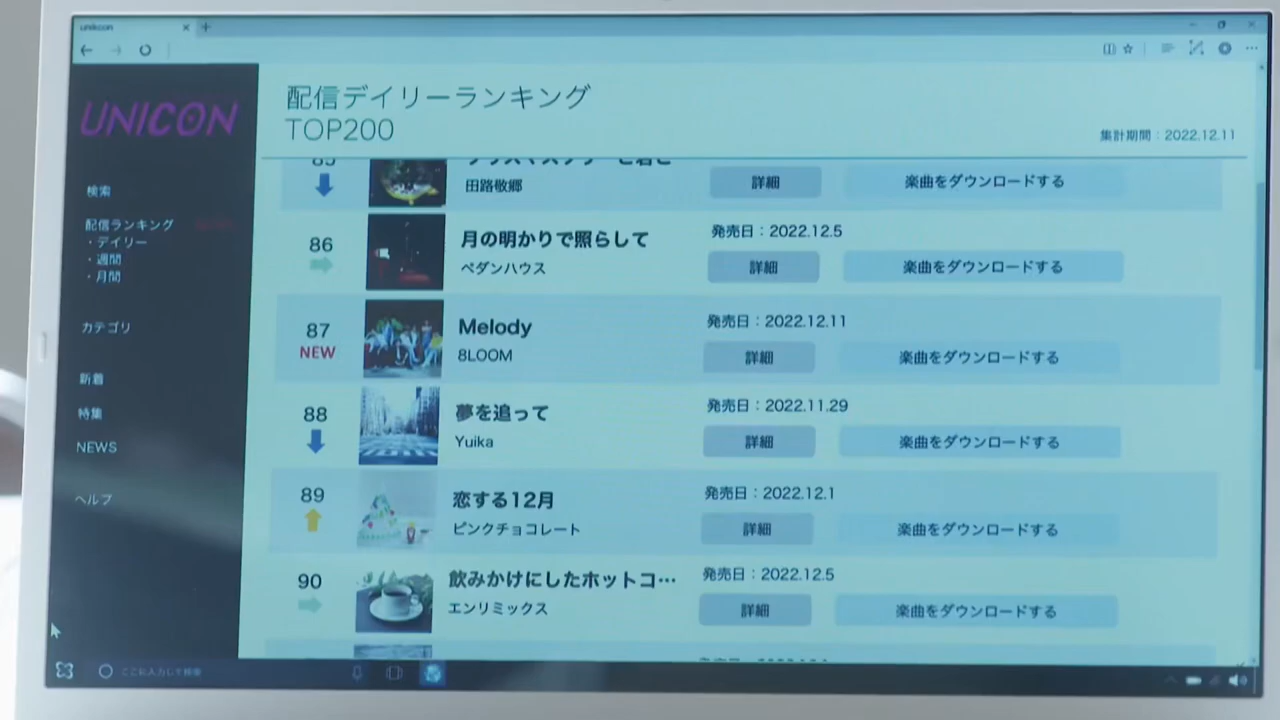 unicon
UNICON
検索
配信ランキング
・デイリー
・週間
・月間
カテゴリ
新着
特集
NEWS
ヘルプ
配信デイリーランキング
TOP200
集計期間：2022.12.11
85
田路敬郷
詳細
楽曲をダウンロードする
86
月の明かりで照らして
ペダンハウス
発売日：2022.12.5
詳細
楽曲をダウンロードする
87
NEW
Melody
8LOOM
発売日：2022.12.11
詳細
楽曲をダウンロードする
88
夢を追って
Yuika
発売日：2022.11.29
詳細
楽曲をダウンロードする
89
恋する12月
ピンクチョコレート
発売日：2022.12.1
詳細
楽曲をダウンロードする
90
飲みかけにしたホットコ…
エンリミックス
発売日：2022.12.5
詳細
楽曲をダウンロードする
ここに入力して検索